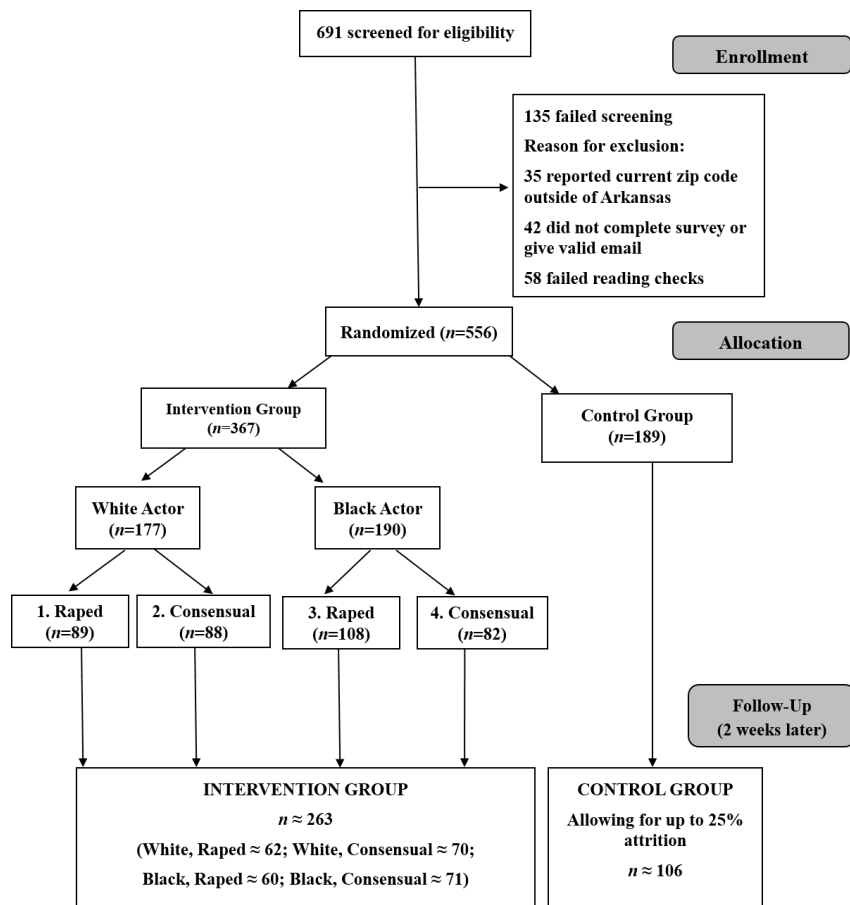 691 screened for eligibility
Enrollment
135 failed screening
Reason for exclusion:
35 reported current zip code
outside of Arkansas
42 did not complete survey or
give valid email
58 failed reading checks
Randomized (n=556)
Allocation
Intervention Group
(n=367)
Control Group
(n=189)
White Actor
(n=177)
Black Actor
(n=190)
1. Raped
(n=89)
2. Consensual
(n=88)
3. Raped
(n=108)
4. Consensual
(n=82)
Follow-Up
(2 weeks later)
INTERVENTION GROUP
n ≈ 263
(White, Raped ≈ 62; White, Consensual ≈ 70;
Black, Raped ≈ 60; Black, Consensual ≈ 71)
CONTROL GROUP
Allowing for up to 25%
attrition
n ≈ 106